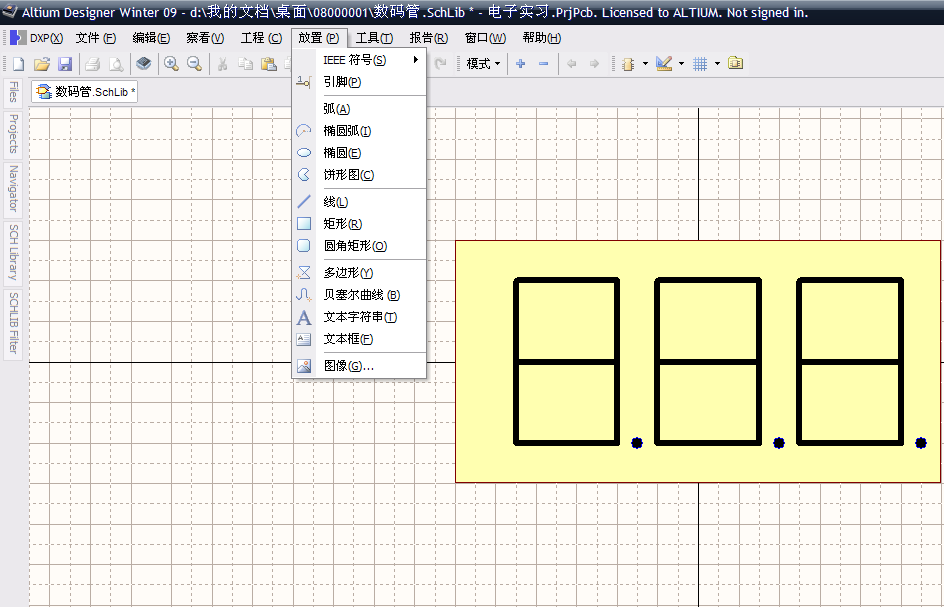 Altium Designer Winter 09 - d:\我的文档\桌面\08000001\数码管.SchLib * - 电子实习.PrjPcb. Licensed to ALTIUM. Not signed in.
DXP(X) 文件 (F) 编辑(E) 察看(V) 工程 (C) 放置 (P) 工具(T) 报告(R) 窗口(W) 帮助(H)
模式
数码管.SchLib *
Files
Projects
Navigator
SCH Library
SCHLIB Filter
IEEE 符号(S)
引脚(P)
弧(A)
椭圆弧(I)
椭圆(E)
饼形图(C)
线(L)
矩形(R)
圆角矩形(O)
多边形(Y)
贝塞尔曲线 (B)
文本字符串(T)
文本框(F)
图像(G)...